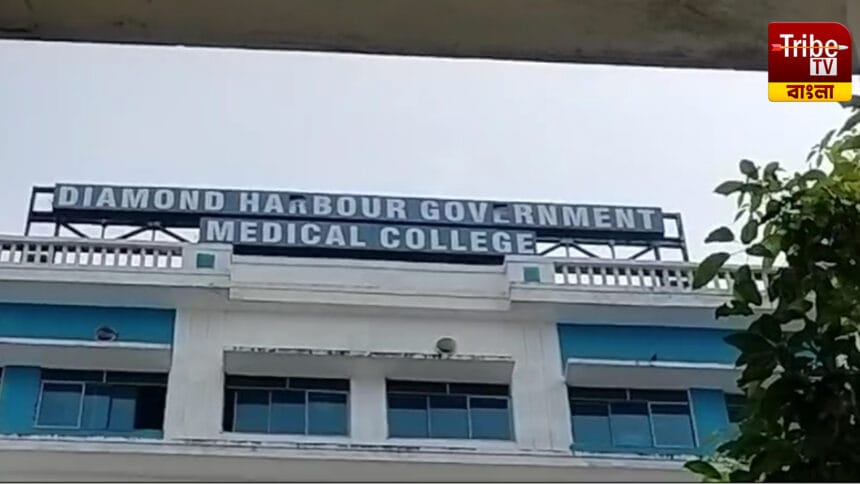 Tribe
TV
বাংলা
DIAMOND HARBOUR GOVERNMENT
MEDICAL COLLEGE